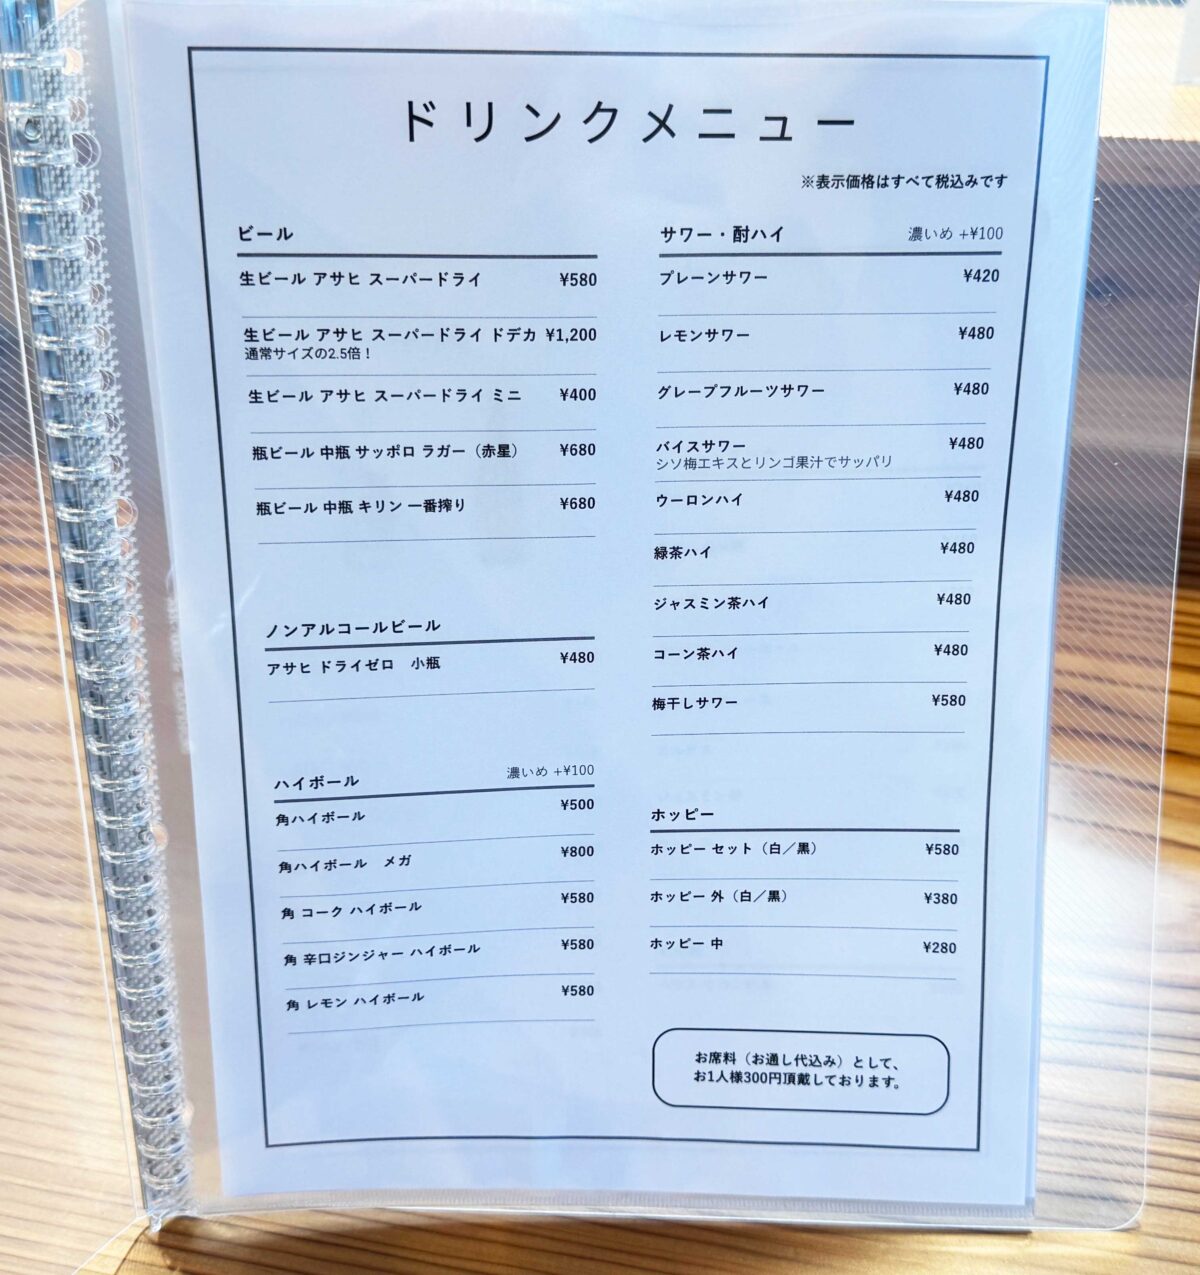 ドリンクメニュー
※表示価格はすべて税込みです
ビール
生ビール アサヒ スーパードライ ¥580
生ビール アサヒ スーパードライ ドデカ ¥1,200
通常サイズの2.5倍！
生ビール アサヒ スーパードライ ミニ ¥400
瓶ビール 中瓶 サッポロ ラガー（赤星） ¥680
瓶ビール 中瓶 キリン 一番搾り ¥680
ノンアルコールビール
アサヒ ドライゼロ　小瓶 ¥480
ハイボール 濃いめ +¥100
角ハイボール ¥500
角ハイボール　メガ ¥800
角 コーク ハイボール ¥580
角 辛口ジンジャー ハイボール ¥580
角 レモン ハイボール ¥580
サワー・酎ハイ 濃いめ +¥100
プレーンサワー ¥420
レモンサワー ¥480
グレープフルーツサワー ¥480
バイスサワー ¥480
シソ梅エキスとリンゴ果汁でサッパリ
ウーロンハイ ¥480
緑茶ハイ ¥480
ジャスミン茶ハイ ¥480
コーン茶ハイ ¥480
梅干しサワー ¥580
ホッピー
ホッピー セット（白／黒） ¥580
ホッピー 外（白／黒） ¥380
ホッピー 中 ¥280
お席料（お通し代込み）として、
お1人様300円頂戴しております。